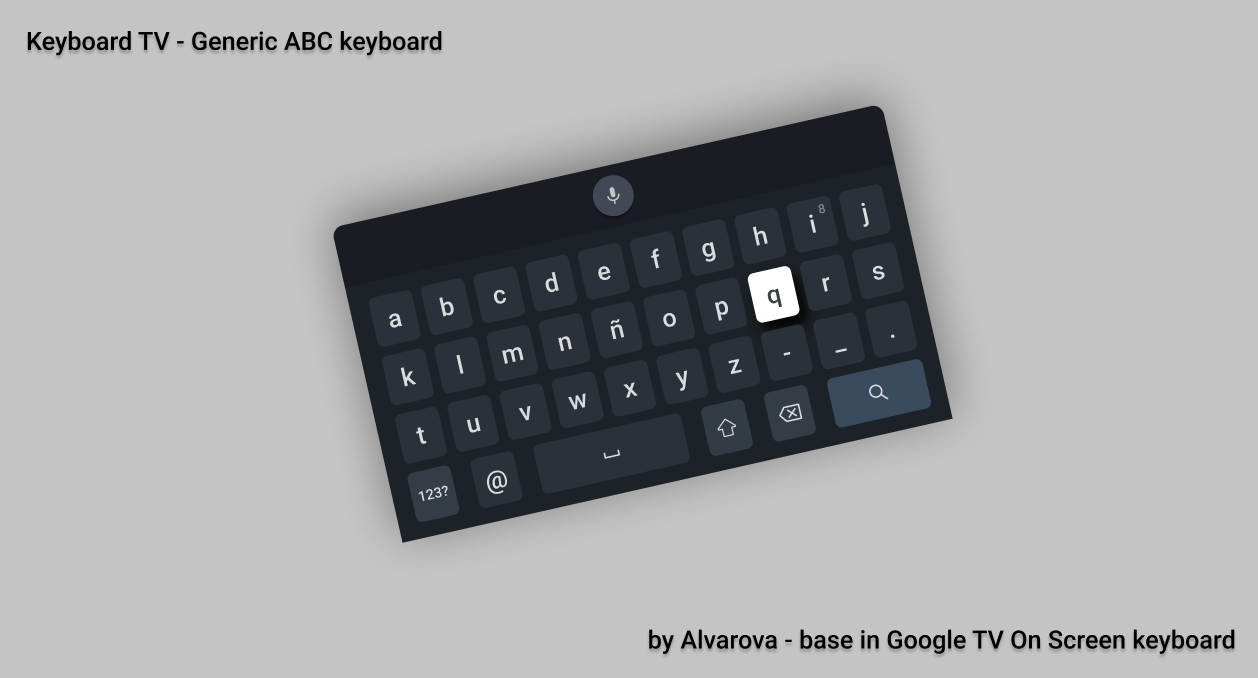 Keyboard TV - Generic ABC keyboard
a b c d e f g h i 8 j
k l m n ñ o p q r s
t u v w x y z - _ .
123? @
by Alvarova - base in Google TV On Screen keyboard